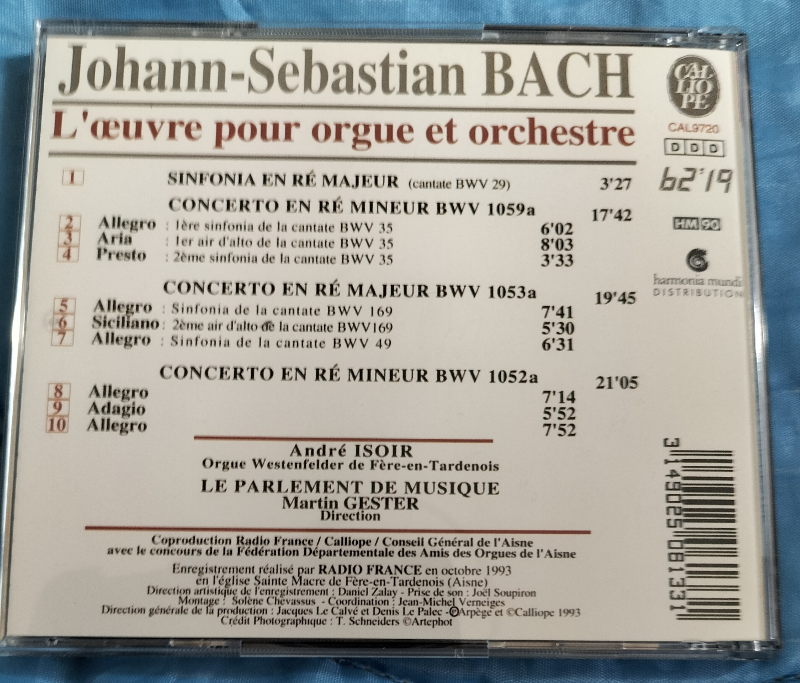 Johann-Sebastian BACH
L'œuvre pour orgue et orchestre
CAL LIO PE
CAL9720
D D D
62'19
HM 90
harmonia mundi
DISTRIBUTION
1 SINFONIA EN RÉ MAJEUR (cantate BWV 29) 3'27
CONCERTO EN RÉ MINEUR BWV 1059a 17'42
2 Allegro : 1ère sinfonia de la cantate BWV 35 6'02
3 Aria : 1er air d'alto de la cantate BWV 35 8'03
4 Presto : 2ème sinfonia de la cantate BWV 35 3'33
CONCERTO EN RÉ MAJEUR BWV 1053a 19'45
5 Allegro : Sinfonia de la cantate BWV 169 7'41
6 Siciliano : 2ème air d'alto de la cantate BWV169 5'30
7 Allegro : Sinfonia de la cantate BWV 49 6'31
CONCERTO EN RÉ MINEUR BWV 1052a 21'05
8 Allegro 7'14
9 Adagio 5'52
10 Allegro 7'52
André ISOIR
Orgue Westenfelder de Fère-en-Tardenois
LE PARLEMENT DE MUSIQUE
Martin GESTER
Direction
Coproduction Radio France / Calliope / Conseil Général de l'Aisne
avec le concours de la Fédération Départementale des Amis des Orgues de l'Aisne
Enregistrement réalisé par RADIO FRANCE en octobre 1993
en l'église Sainte Macre de Fère-en-Tardenois (Aisne)
Direction artistique de l'enregistrement : Daniel Zalay - Prise de son : Joël Soupiron
Montage : Solène Chevassus - Coordination : Jean-Michel Verneiges
Direction générale de la production : Jacques Le Calvé et Denis Le Palec - ℗Arpège et ©Calliope 1993
Crédit Photographique : T. Schneiders ©Artephot
3 149025 081331